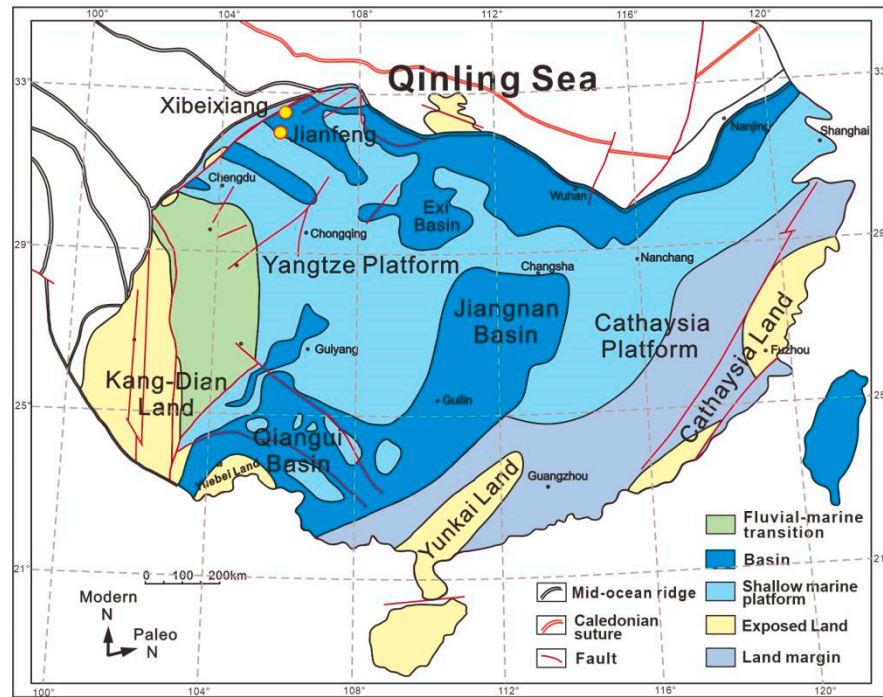 100°
104°
108°
112°
116°
120°
33°
33°
Qinling Sea
Xibeixiang
Jianfeng
Nanjing
Shanghai
Chengdu
Wuhan
Exi
Basin
29°
29°
Chongqing
Yangtze Platform
Changsha
Nanchang
Jiangnan
Basin
Cathaysia
Platform
Cathaysia Land
Guiyang
Fuzhou
Kang-Dian
Land
25°
25°
Guilin
Qiangui
Basin
Guangzhou
Yunkai Land
21°
21°
0 100 200km
Modern
N
Paleo
N
Mid-ocean ridge
Caledonian
suture
Fault
Fluvial-marine
transition
Basin
Shallow marine
platform
Exposed Land
Land margin
100°
104°
108°
112°
116°
120°